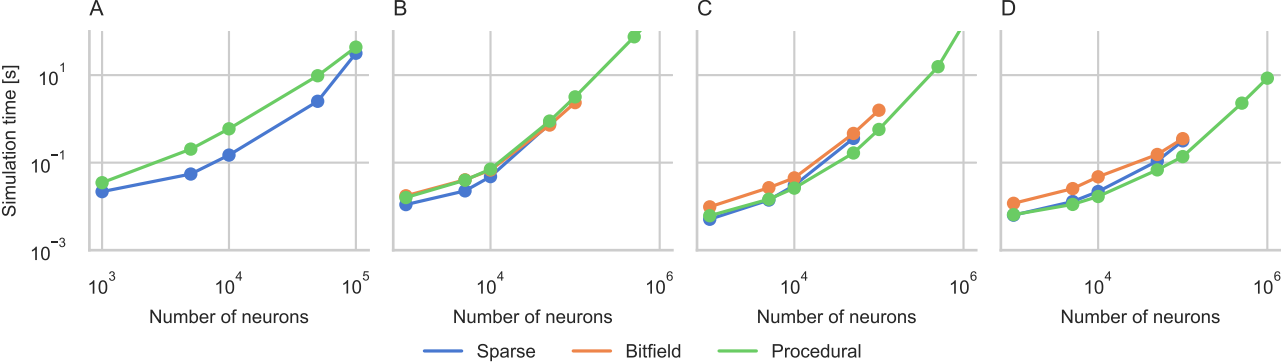 A B C D
Simulation time [s]
10^1
10^-1
10^-3
10^3 10^4 10^5 10^4 10^6 10^4 10^6 10^4 10^6
Number of neurons Number of neurons Number of neurons Number of neurons
Sparse Bitfield Procedural